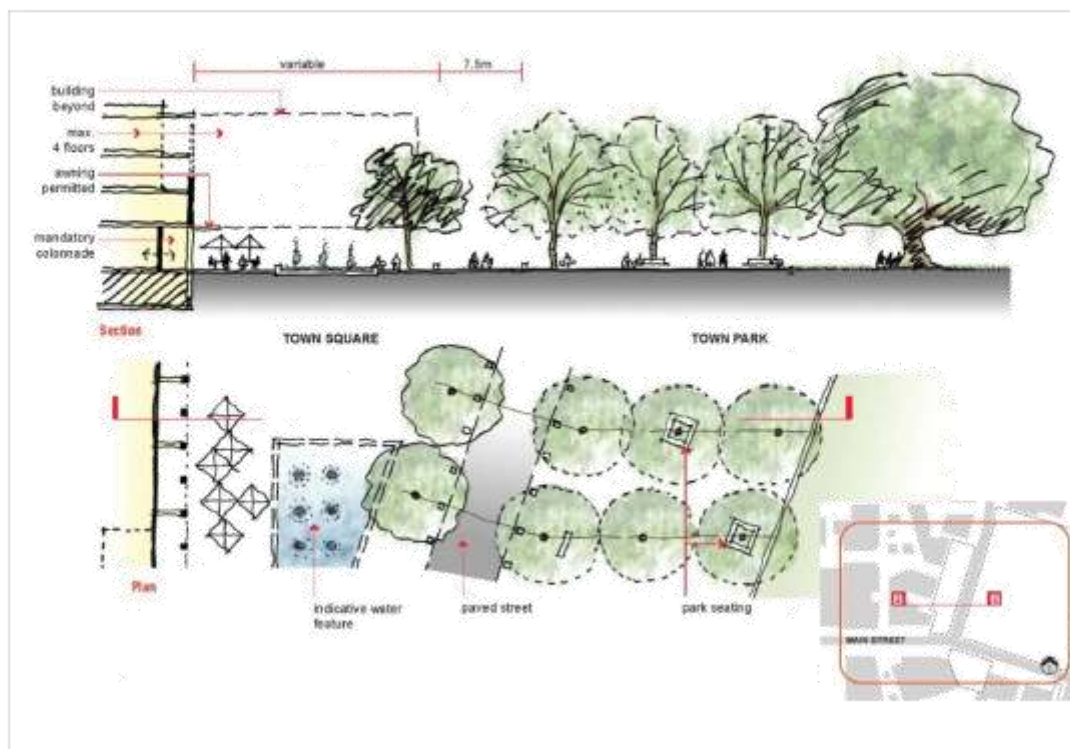 variable
7.5m
building
beyond
max.
4 floors
awning
permitted
mandatory
colonnade
Section
TOWN SQUARE
TOWN PARK
Plan
indicative water
feature
paved street
park seating
B
B
MAIN STREET